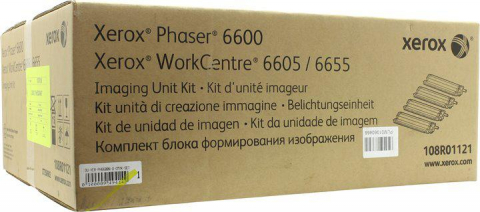 Xerox® Phaser® 6600
xerox
Xerox® WorkCentre® 6605 / 6655
Imaging Unit Kit • Kit d'unité imageur
Kit unità di creazione immagine • Belichtungseinheit
Kit de unidad de imagen • Kit da unidade de imagem
Комплект блока формирования изображения
108R01121
www.xerox.com
1